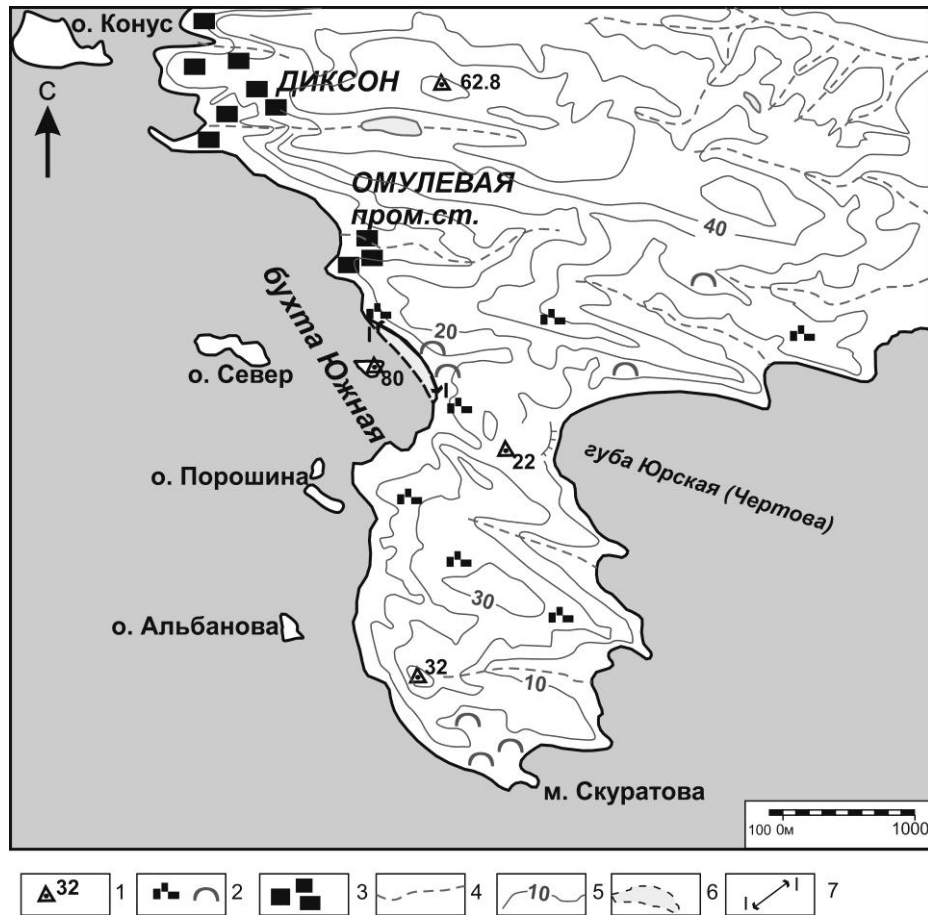 о. Конус
С
ДИКСОН
62.8
ОМУЛЕВАЯ
пром.ст.
40
бухта Южная
I
20
о. Север
80
I
22
губа Юрская (Чертова)
о. Порошина
30
о. Альбанова
32
10
м. Скуратова
100 0м 1000
32 1 2 3 4 10 5 6 I I 7